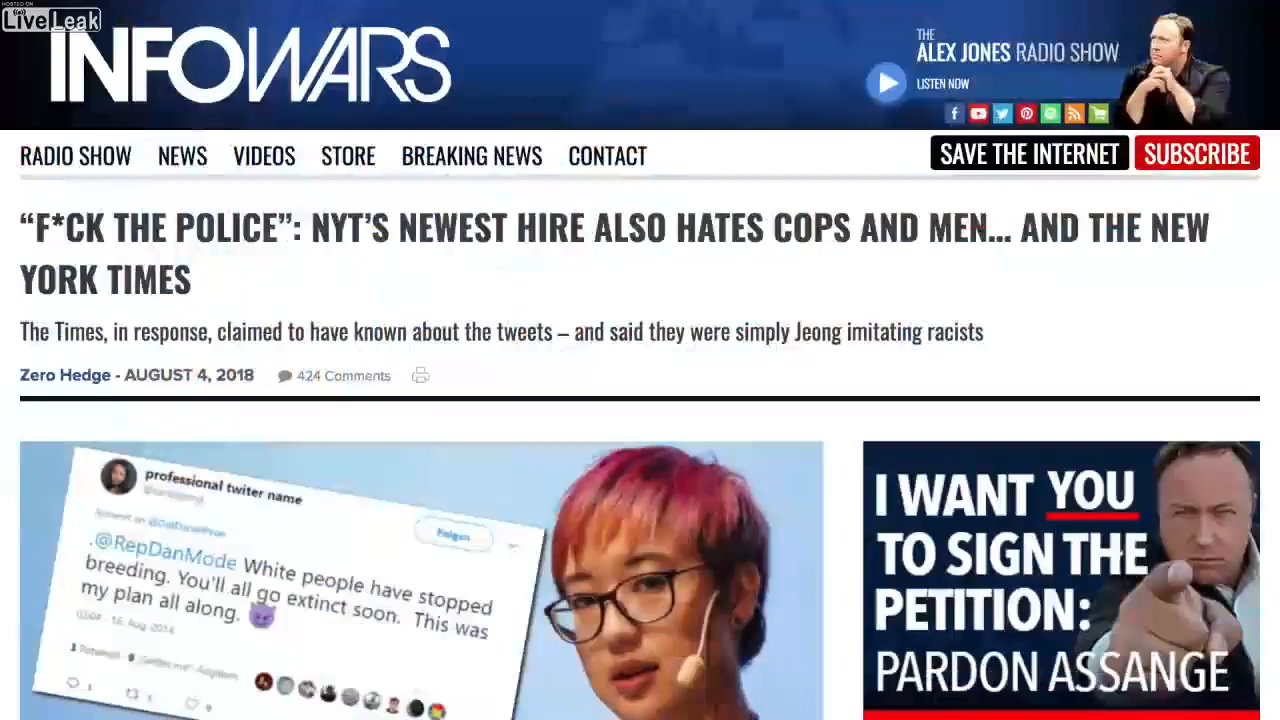 HOSTED ON
LiveLeak
INFOWARS
THE
ALEX JONES RADIO SHOW
LISTEN NOW
RADIO SHOW NEWS VIDEOS STORE BREAKING NEWS CONTACT
SAVE THE INTERNET SUBSCRIBE
“F*CK THE POLICE”: NYT’S NEWEST HIRE ALSO HATES COPS AND MEN… AND THE NEW
YORK TIMES
The Times, in response, claimed to have known about the tweets – and said they were simply Jeong imitating racists
Zero Hedge - AUGUST 4, 2018 424 Comments
professional twiter name
Folgen
.@RepDanMode White people have stopped
breeding. You'll all go extinct soon. This was
my plan all along.
I WANT YOU
TO SIGN THE
PETITION:
PARDON ASSANGE